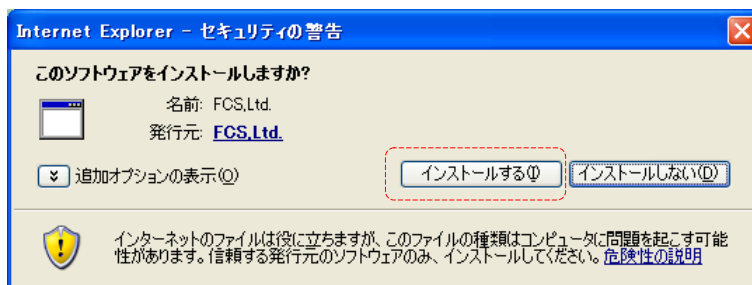 Internet Explorer - セキュリティの警告
このソフトウェアをインストールしますか?
名前: FCS,Ltd.
発行元: FCS,Ltd.
追加オプションの表示(O)
インストールする(I)
インストールしない(D)
インターネットのファイルは役に立ちますが、このファイルの種類はコンピュータに問題を起こす可能
性があります。信頼する発行元のソフトウェアのみ、インストールしてください。危険性の説明